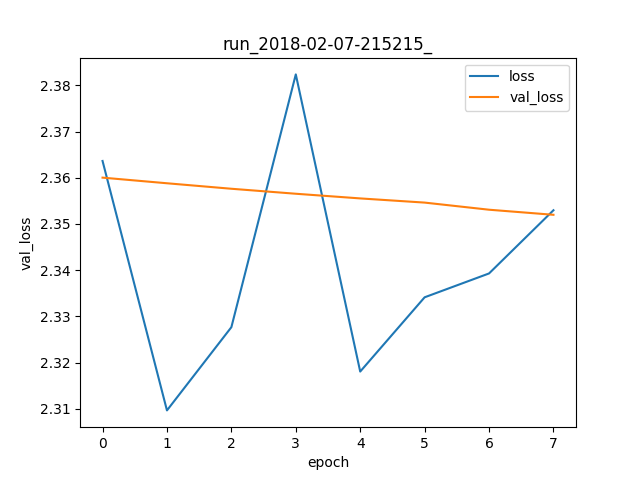 run_2018-02-07-215215_
loss
val_loss
2.38
2.37
2.36
2.35
2.34
2.33
2.32
2.31
val_loss
0 1 2 3 4 5 6 7
epoch